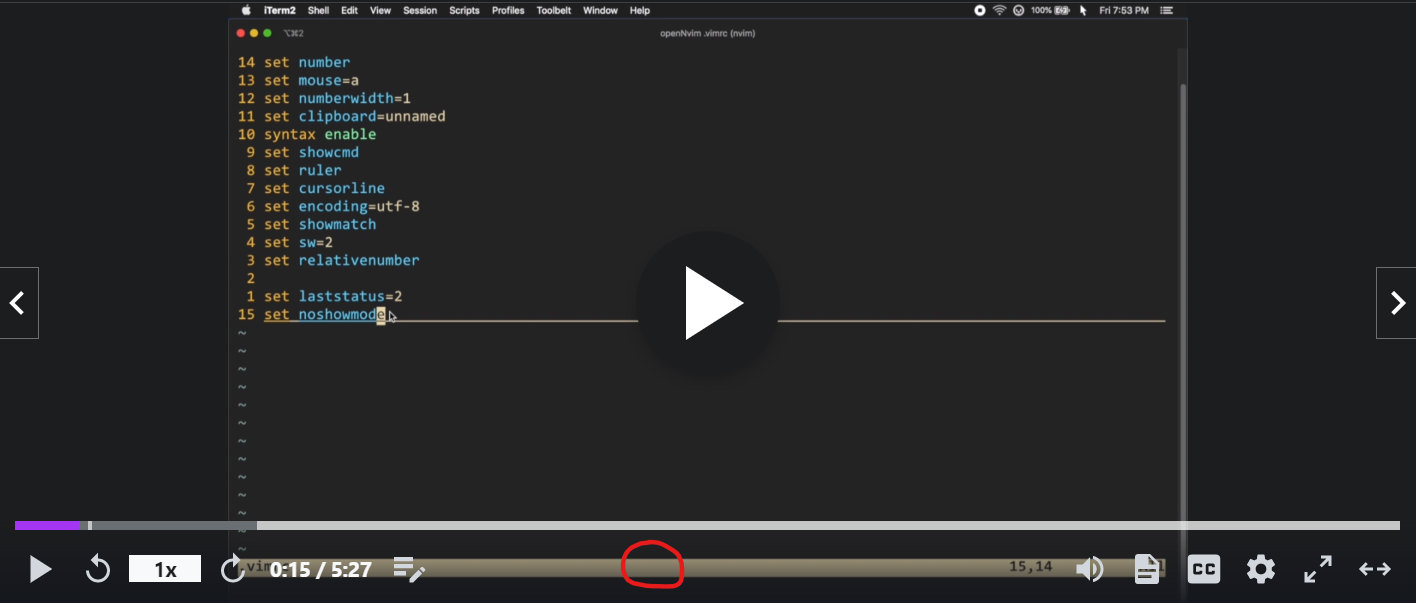 iTerm2 Shell Edit View Session Scripts Profiles Toolbelt Window Help 100% Fri 7:53 PM
⌥⌘2 openNvim .vimrc (nvim)
14 set number
13 set mouse=a
12 set numberwidth=1
11 set clipboard=unnamed
10 syntax enable
9 set showcmd
8 set ruler
7 set cursorline
6 set encoding=utf-8
5 set showmatch
4 set sw=2
3 set relativenumber
2
1 set laststatus=2
15 set noshowmode
~
~
~
~
~
~
~
~
~
~
~
~
~
1x 0:15 / 5:27 15,14 CC